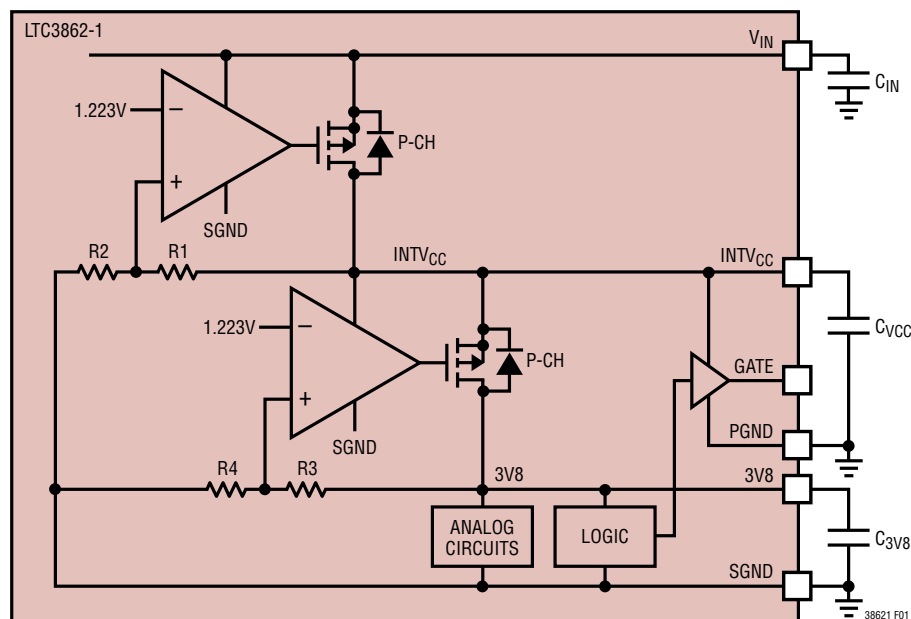 LTC3862-1
VIN
CIN
1.223V
−
P-CH
+
SGND
R2
R1
INTVCC
INTVCC
1.223V
−
CVCC
P-CH
GATE
+
SGND
PGND
R4
R3
3V8
3V8
ANALOG
CIRCUITS
LOGIC
C3V8
SGND
38621 F01